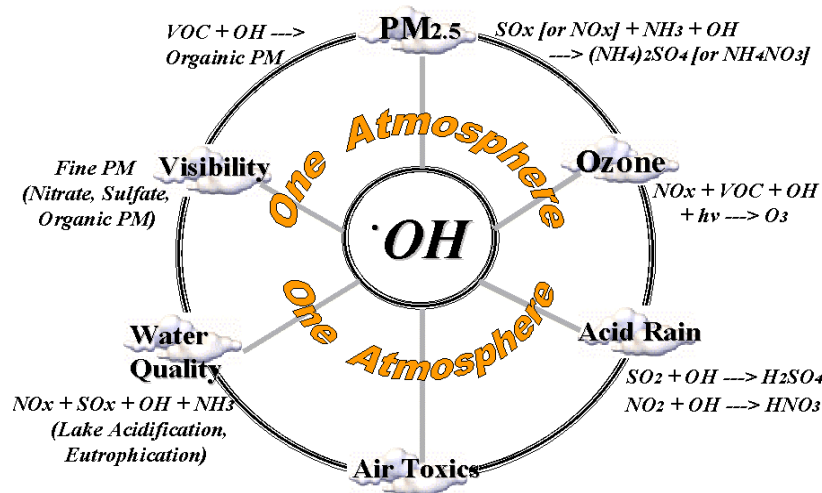 PM2.5
VOC + OH --->
Orgainic PM
SOx [or NOx] + NH3 + OH
---> (NH4)2SO4 [or NH4NO3]
One Atmosphere
Visibility
Fine PM
(Nitrate, Sulfate,
Organic PM)
Ozone
NOx + VOC + OH
+ hv ---> O3
·OH
One Atmosphere
Water
Quality
NOx + SOx + OH + NH3
(Lake Acidification,
Eutrophication)
Acid Rain
SO2 + OH ---> H2SO4
NO2 + OH ---> HNO3
Air Toxics